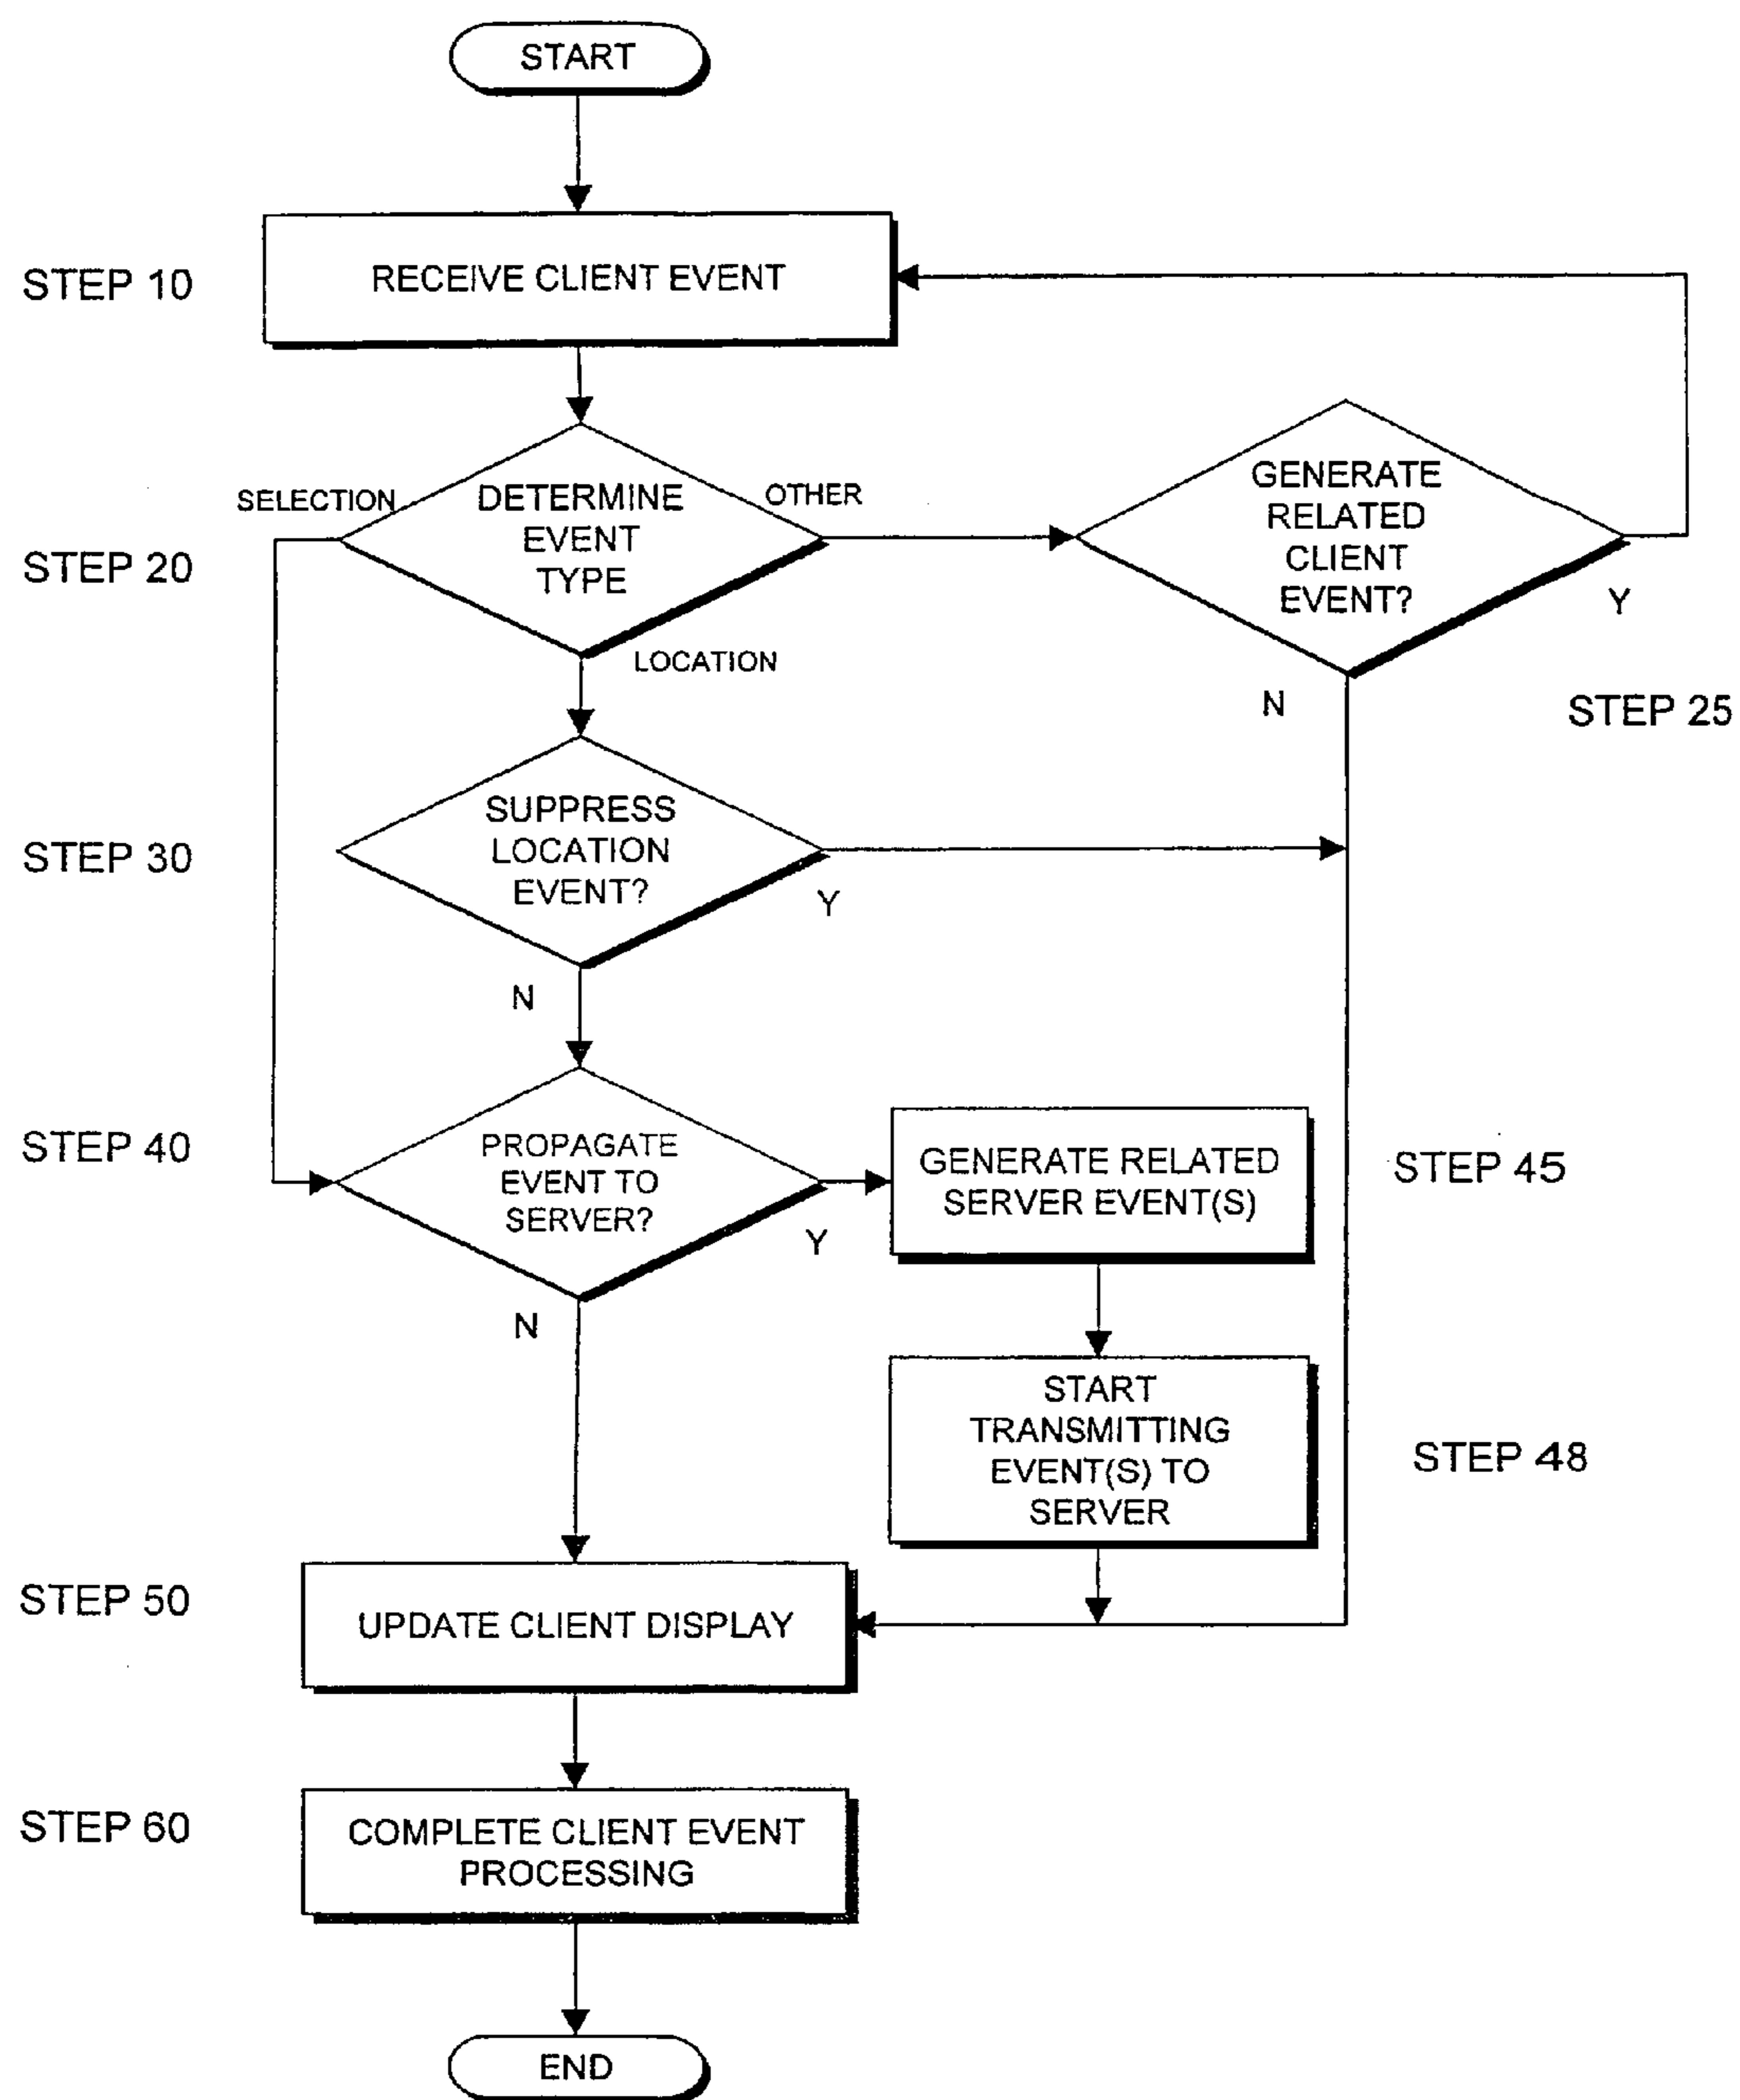 START
STEP 10
RECEIVE CLIENT EVENT
SELECTION
DETERMINE
EVENT
TYPE
OTHER
GENERATE
RELATED
CLIENT
EVENT?
STEP 20
Y
LOCATION
N
STEP 25
STEP 30
SUPPRESS
LOCATION
EVENT?
Y
N
STEP 40
PROPAGATE
EVENT TO
SERVER?
Y
GENERATE RELATED
SERVER EVENT(S)
STEP 45
N
START
TRANSMITTING
EVENT(S) TO
SERVER
STEP 48
STEP 50
UPDATE CLIENT DISPLAY
STEP 60
COMPLETE CLIENT EVENT
PROCESSING
END